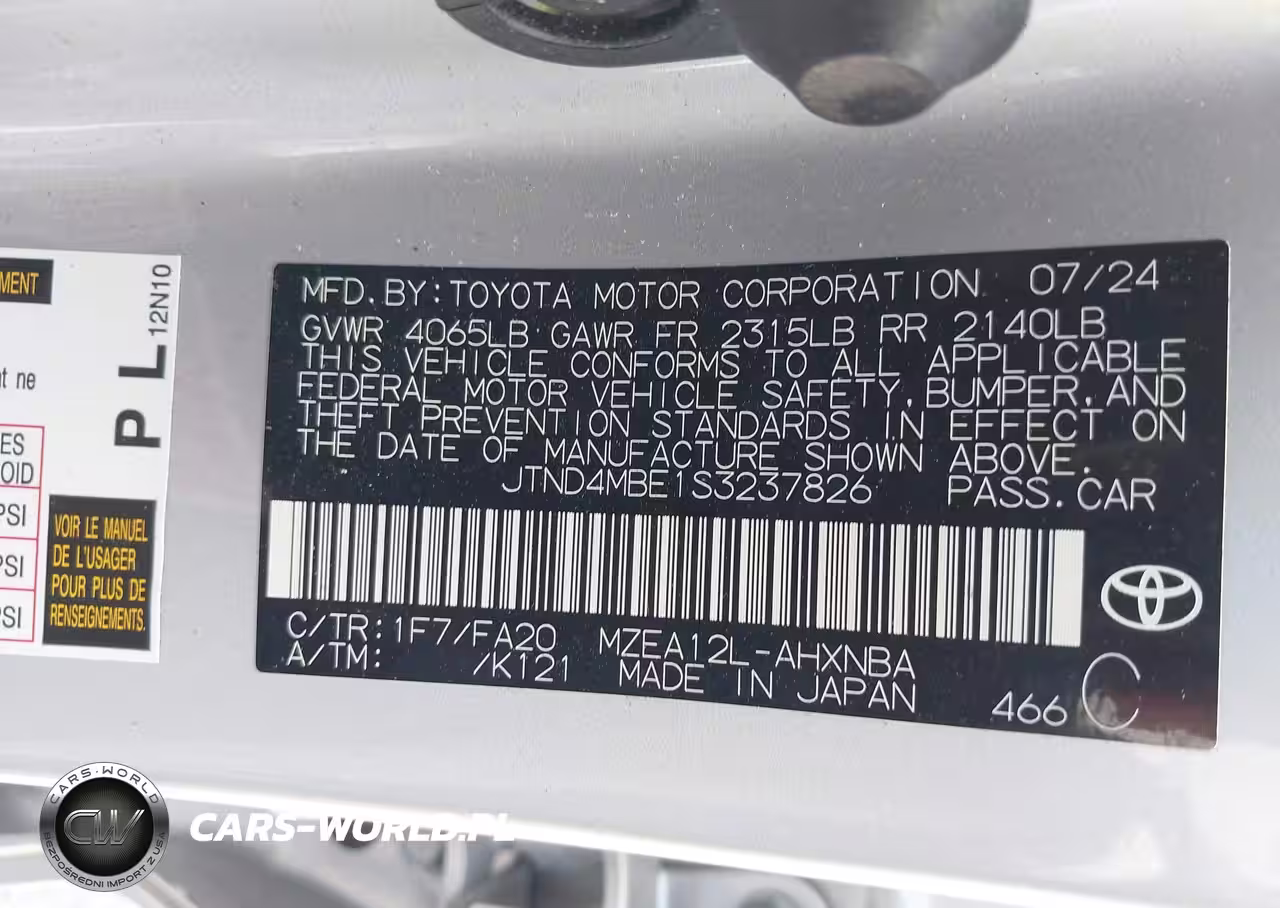 MENT
12N10
P L
nt ne
ES
OID
PSI
PSI
PSI
VOIR LE MANUEL
DE L'USAGER
POUR PLUS DE
RENSEIGNEMENTS.
MFD. BY: TOYOTA MOTOR CORPORATION 07/24
GVWR 4065LB GAWR FR 2315LB RR 2140LB
THIS VEHICLE CONFORMS TO ALL APPLICABLE
FEDERAL MOTOR VEHICLE SAFETY, BUMPER, AND
THEFT PREVENTION STANDARDS IN EFFECT ON
THE DATE OF MANUFACTURE SHOWN ABOVE.
JTND4MBE1S3237826 PASS. CAR
C/TR: 1F7/FA20 MZEA12L-AHXNBA
A/TM: /K121 MADE IN JAPAN
466 C
CARS-WORLD
CW
BEZPOŚREDNI IMPORT Z USA
CARS-WORLD.PL